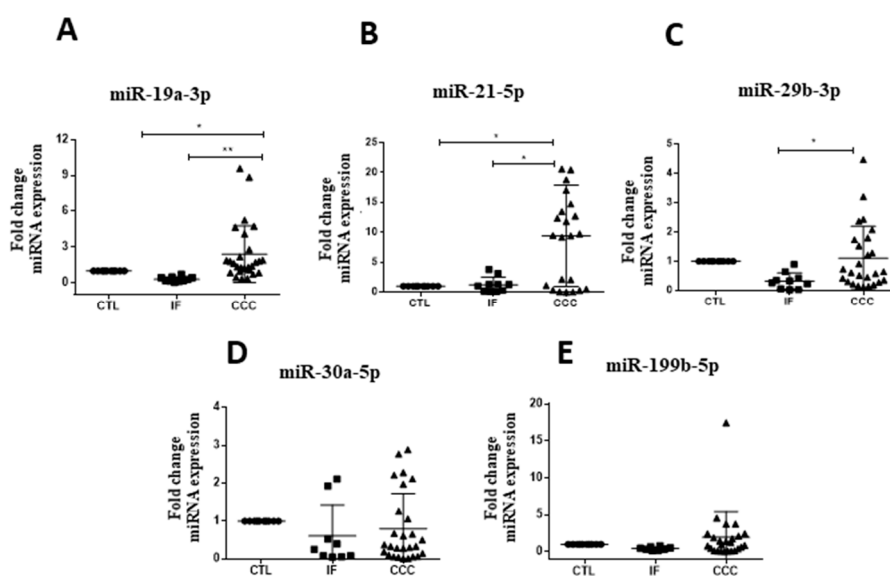 A
miR-19a-3p
Fold change
miRNA expression
12
9
6
3
0
*
**
CTL IF CCC
B
miR-21-5p
Fold change
miRNA expression
25
20
15
10
5
0
*
*
CTL IF CCC
C
miR-29b-3p
Fold change
miRNA expression
5
4
3
2
1
0
*
CTL IF CCC
D
miR-30a-5p
Fold change
miRNA expression
4
3
2
1
0
CTL IF CCC
E
miR-199b-5p
Fold change
miRNA expression
20
15
10
5
0
CTL IF CCC